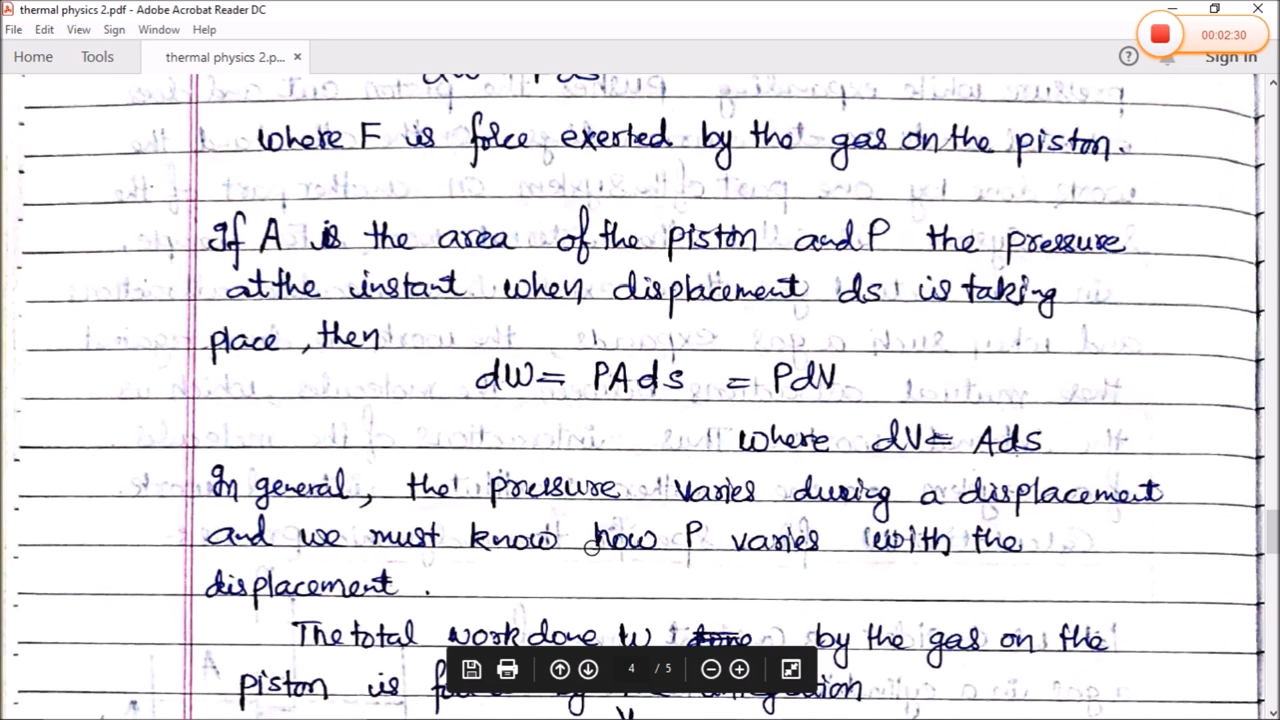 thermal physics 2.pdf - Adobe Acrobat Reader DC
File Edit View Sign Window Help
00:02:30
Home Tools thermal physics 2.p... × Sign In
where F is force exerted by the gas on the piston.
If A is the area of the piston and P the pressure
at the instant when displacement ds is taking
place, then
dW = PAds = PdV
where dV = Ads
In general, the pressure varies during a displacement
and we must know how P varies with the
displacement.
The total work done W by the gas on the
4 / 5
piston is